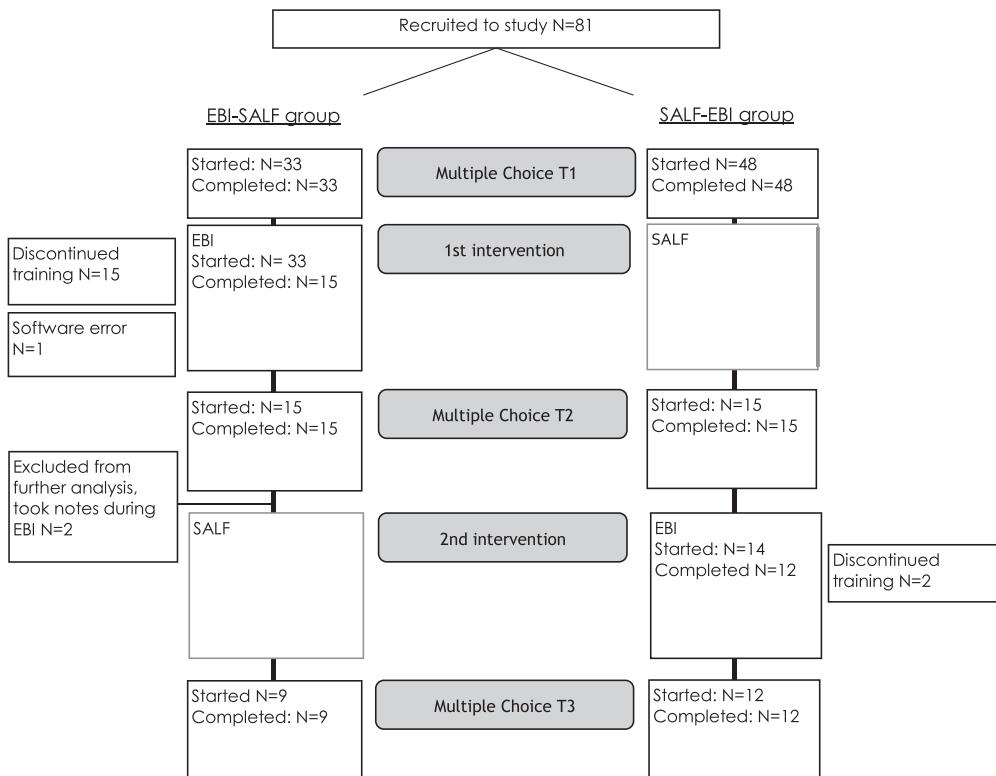 Recruited to study N=81
EBI-SALF group
SALF-EBI group
Started: N=33
Completed: N=33
Multiple Choice T1
Started N=48
Completed N=48
Discontinued
training N=15
Software error
N=1
EBI
Started: N= 33
Completed: N=15
1st intervention
SALF
Started: N=15
Completed: N=15
Multiple Choice T2
Started: N=15
Completed: N=15
Excluded from
further analysis,
took notes during
EBI N=2
SALF
2nd intervention
EBI
Started: N=14
Completed N=12
Discontinued
training N=2
Started N=9
Completed: N=9
Multiple Choice T3
Started: N=12
Completed: N=12